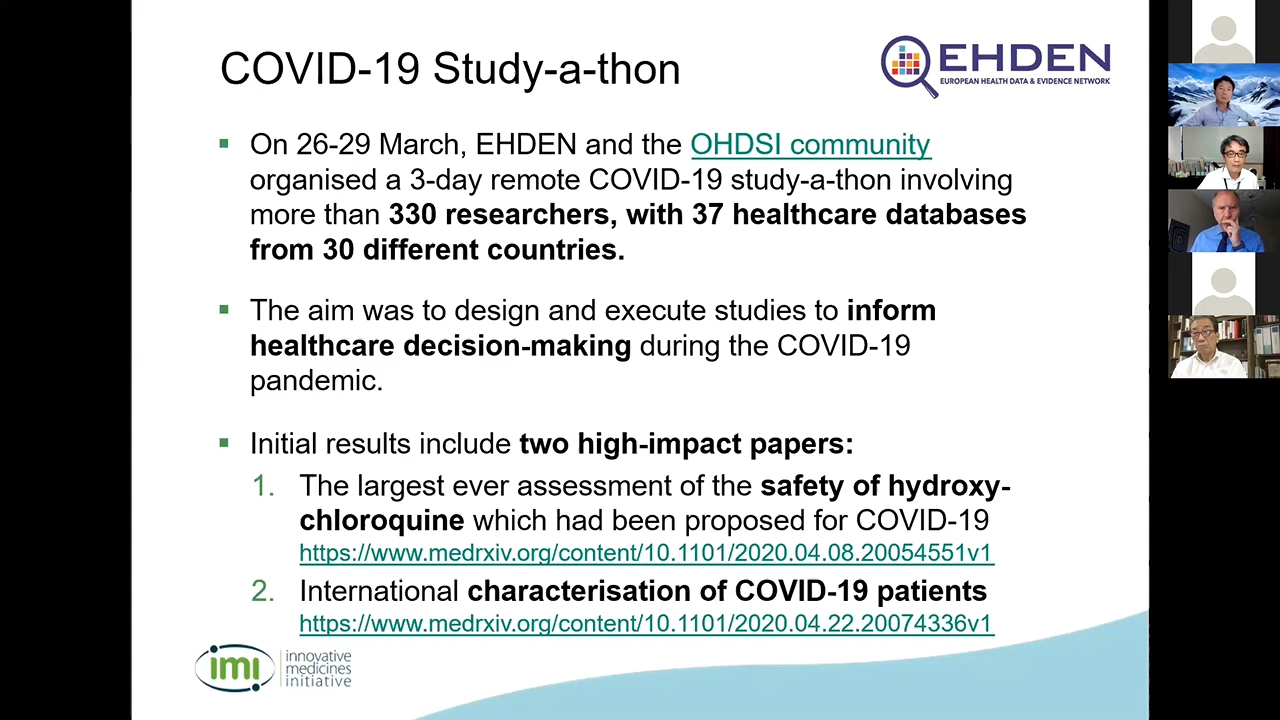 COVID-19 Study-a-thon
EHDEN
EUROPEAN HEALTH DATA & EVIDENCE NETWORK
▪ On 26-29 March, EHDEN and the OHDSI community
organised a 3-day remote COVID-19 study-a-thon involving
more than 330 researchers, with 37 healthcare databases
from 30 different countries.
▪ The aim was to design and execute studies to inform
healthcare decision-making during the COVID-19
pandemic.
▪ Initial results include two high-impact papers:
1. The largest ever assessment of the safety of hydroxy-
chloroquine which had been proposed for COVID-19
https://www.medrxiv.org/content/10.1101/2020.04.08.20054551v1
2. International characterisation of COVID-19 patients
https://www.medrxiv.org/content/10.1101/2020.04.22.20074336v1
imi
innovative
medicines
initiative